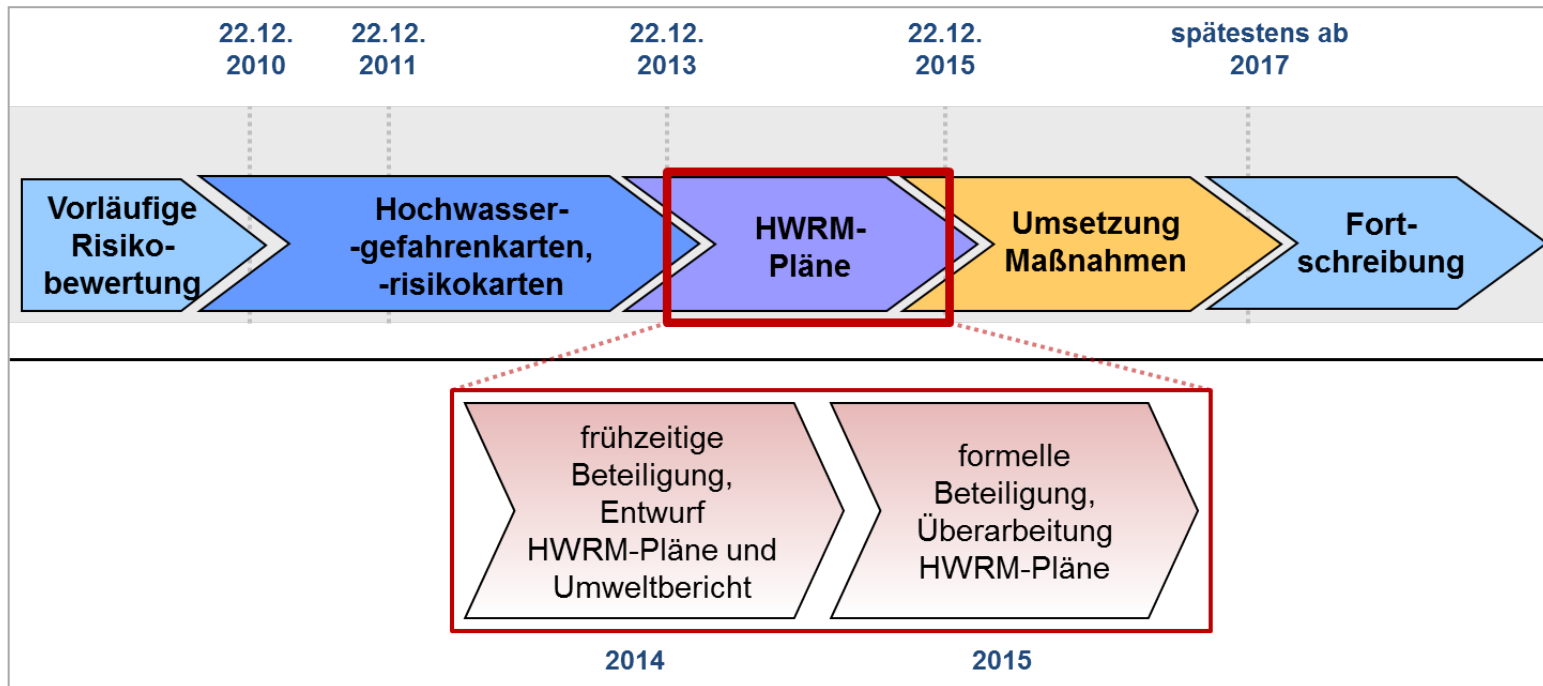 22.12.
2010
22.12.
2011
22.12.
2013
22.12.
2015
spätestens ab
2017
Vorläufige
Risiko-
bewertung
Hochwasser-
-gefahrenkarten,
-risikokarten
HWRM-
Pläne
Umsetzung
Maßnahmen
Fort-
schreibung
frühzeitige
Beteiligung,
Entwurf
HWRM-Pläne und
Umweltbericht
formelle
Beteiligung,
Überarbeitung
HWRM-Pläne
2014
2015